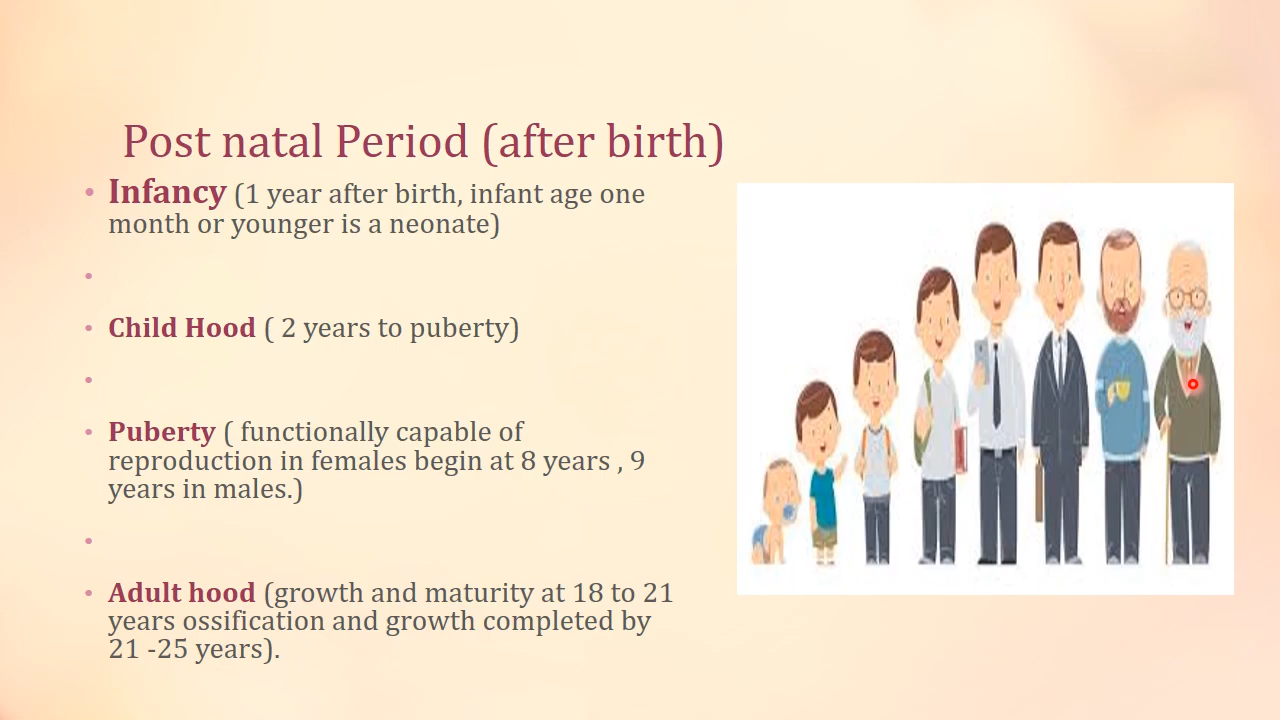 Post natal Period (after birth)
• Infancy (1 year after birth, infant age one
month or younger is a neonate)
•
• Child Hood ( 2 years to puberty)
•
• Puberty ( functionally capable of
reproduction in females begin at 8 years , 9
years in males.)
•
• Adult hood (growth and maturity at 18 to 21
years ossification and growth completed by
21 -25 years).